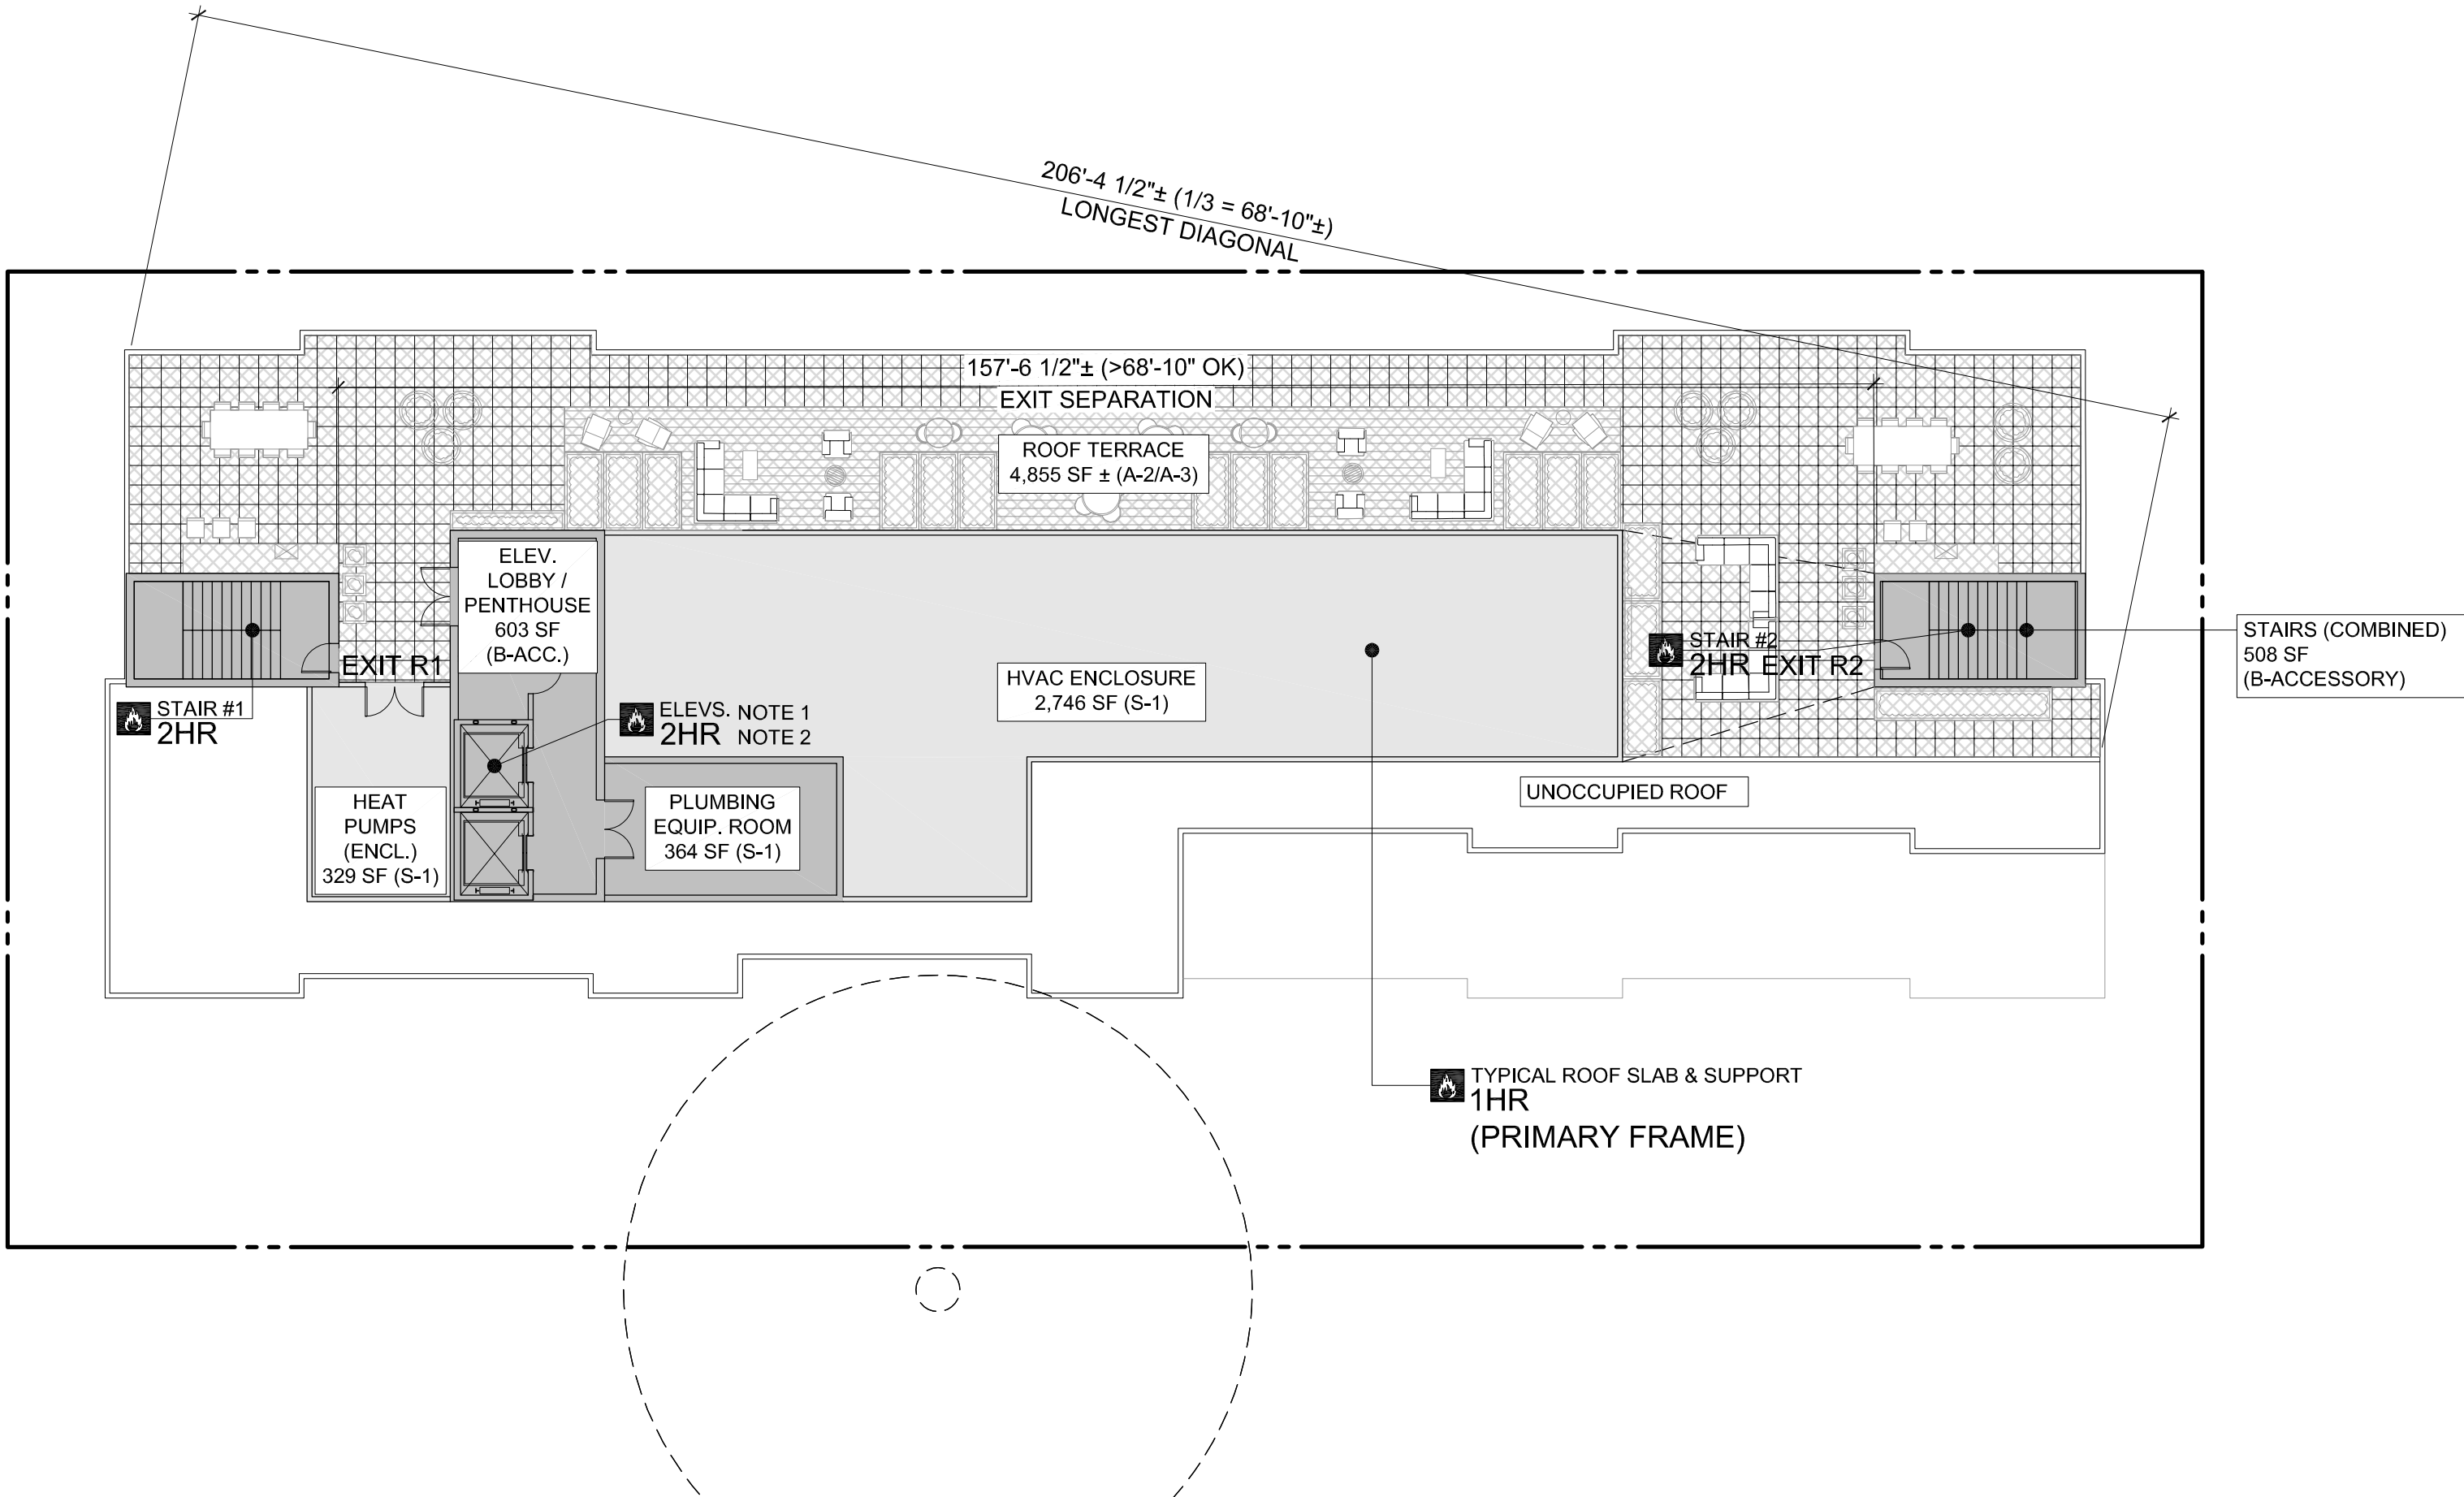 206'-4 1/2"± (1/3 = 68'-10"±)
LONGEST DIAGONAL
157'-6 1/2"± (>68'-10" OK)
EXIT SEPARATION
ROOF TERRACE
4,855 SF ± (A-2/A-3)
ELEV.
LOBBY /
PENTHOUSE
603 SF
(B-ACC.)
EXIT R1
STAIR #1
2HR
ELEVS. NOTE 1
2HR NOTE 2
HVAC ENCLOSURE
2,746 SF (S-1)
STAIR #2
2HR EXIT R2
STAIRS (COMBINED)
508 SF
(B-ACCESSORY)
HEAT
PUMPS
(ENCL.)
329 SF (S-1)
PLUMBING
EQUIP. ROOM
364 SF (S-1)
UNOCCUPIED ROOF
TYPICAL ROOF SLAB & SUPPORT
1HR
(PRIMARY FRAME)